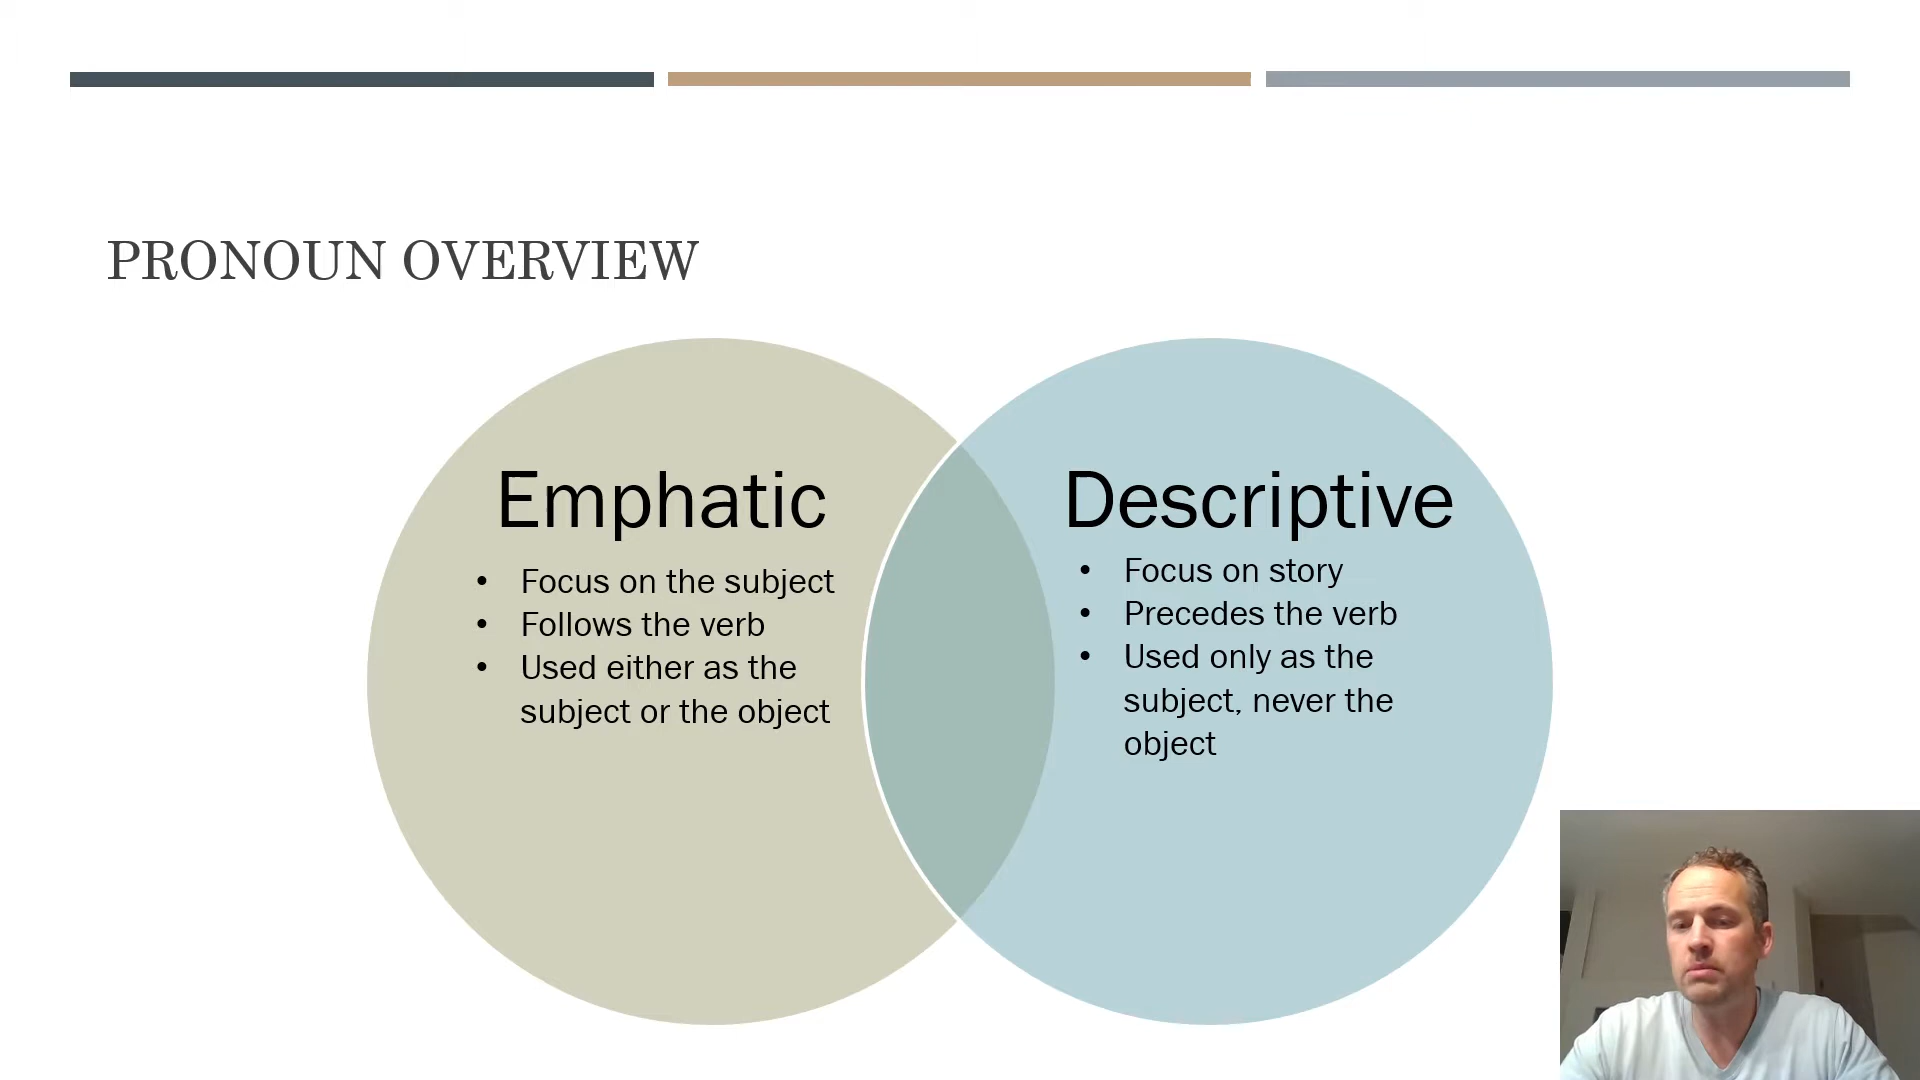 PRONOUN OVERVIEW
Emphatic
• Focus on the subject
• Follows the verb
• Used either as the
subject or the object
Descriptive
• Focus on story
• Precedes the verb
• Used only as the
subject, never the
object